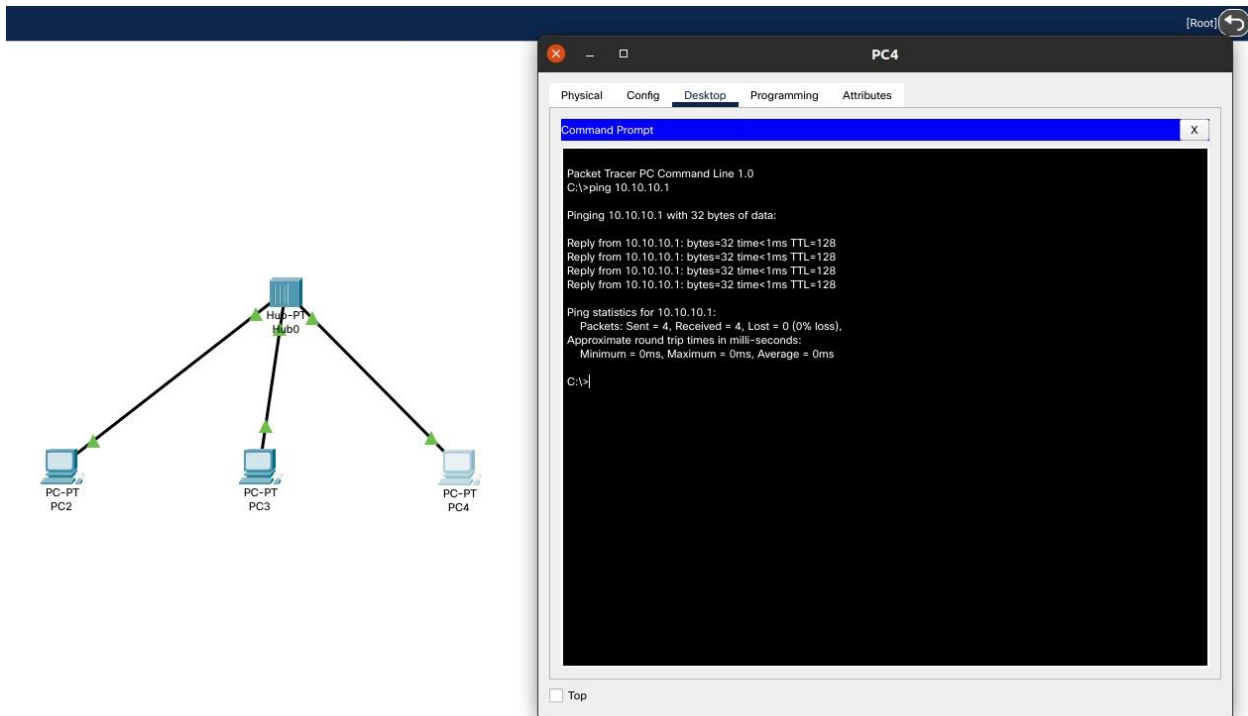 [Root]
Hub-PT
Hub0
PC-PT
PC2
PC-PT
PC3
PC-PT
PC4
PC4
Physical Config Desktop Programming Attributes
Command Prompt X
Packet Tracer PC Command Line 1.0
C:\>ping 10.10.10.1
Pinging 10.10.10.1 with 32 bytes of data:
Reply from 10.10.10.1: bytes=32 time<1ms TTL=128
Reply from 10.10.10.1: bytes=32 time<1ms TTL=128
Reply from 10.10.10.1: bytes=32 time<1ms TTL=128
Reply from 10.10.10.1: bytes=32 time<1ms TTL=128
Ping statistics for 10.10.10.1:
Packets: Sent = 4, Received = 4, Lost = 0 (0% loss),
Approximate round trip times in milli-seconds:
Minimum = 0ms, Maximum = 0ms, Average = 0ms
C:\>
Top